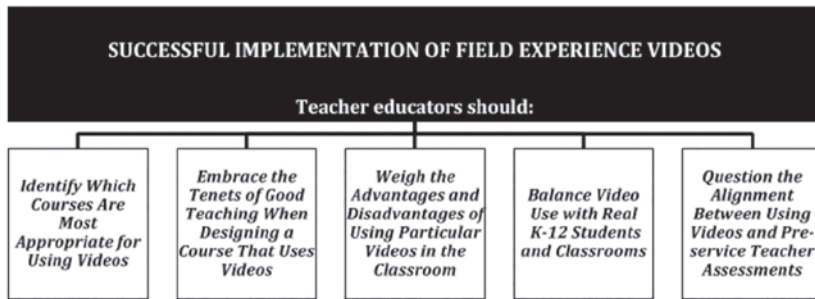 SUCCESSFUL IMPLEMENTATION OF FIELD EXPERIENCE VIDEOS
Teacher educators should:
Identify Which
Courses Are
Most
Appropriate for
Using Videos
Embrace the
Tenets of Good
Teaching When
Designing a
Course That Uses
Videos
Weigh the
Advantages and
Disadvantages of
Using Particular
Videos in the
Classroom
Balance Video
Use with Real
K-12 Students
and Classrooms
Question the
Alignment
Between Using
Videos and Pre-
service Teacher
Assessments